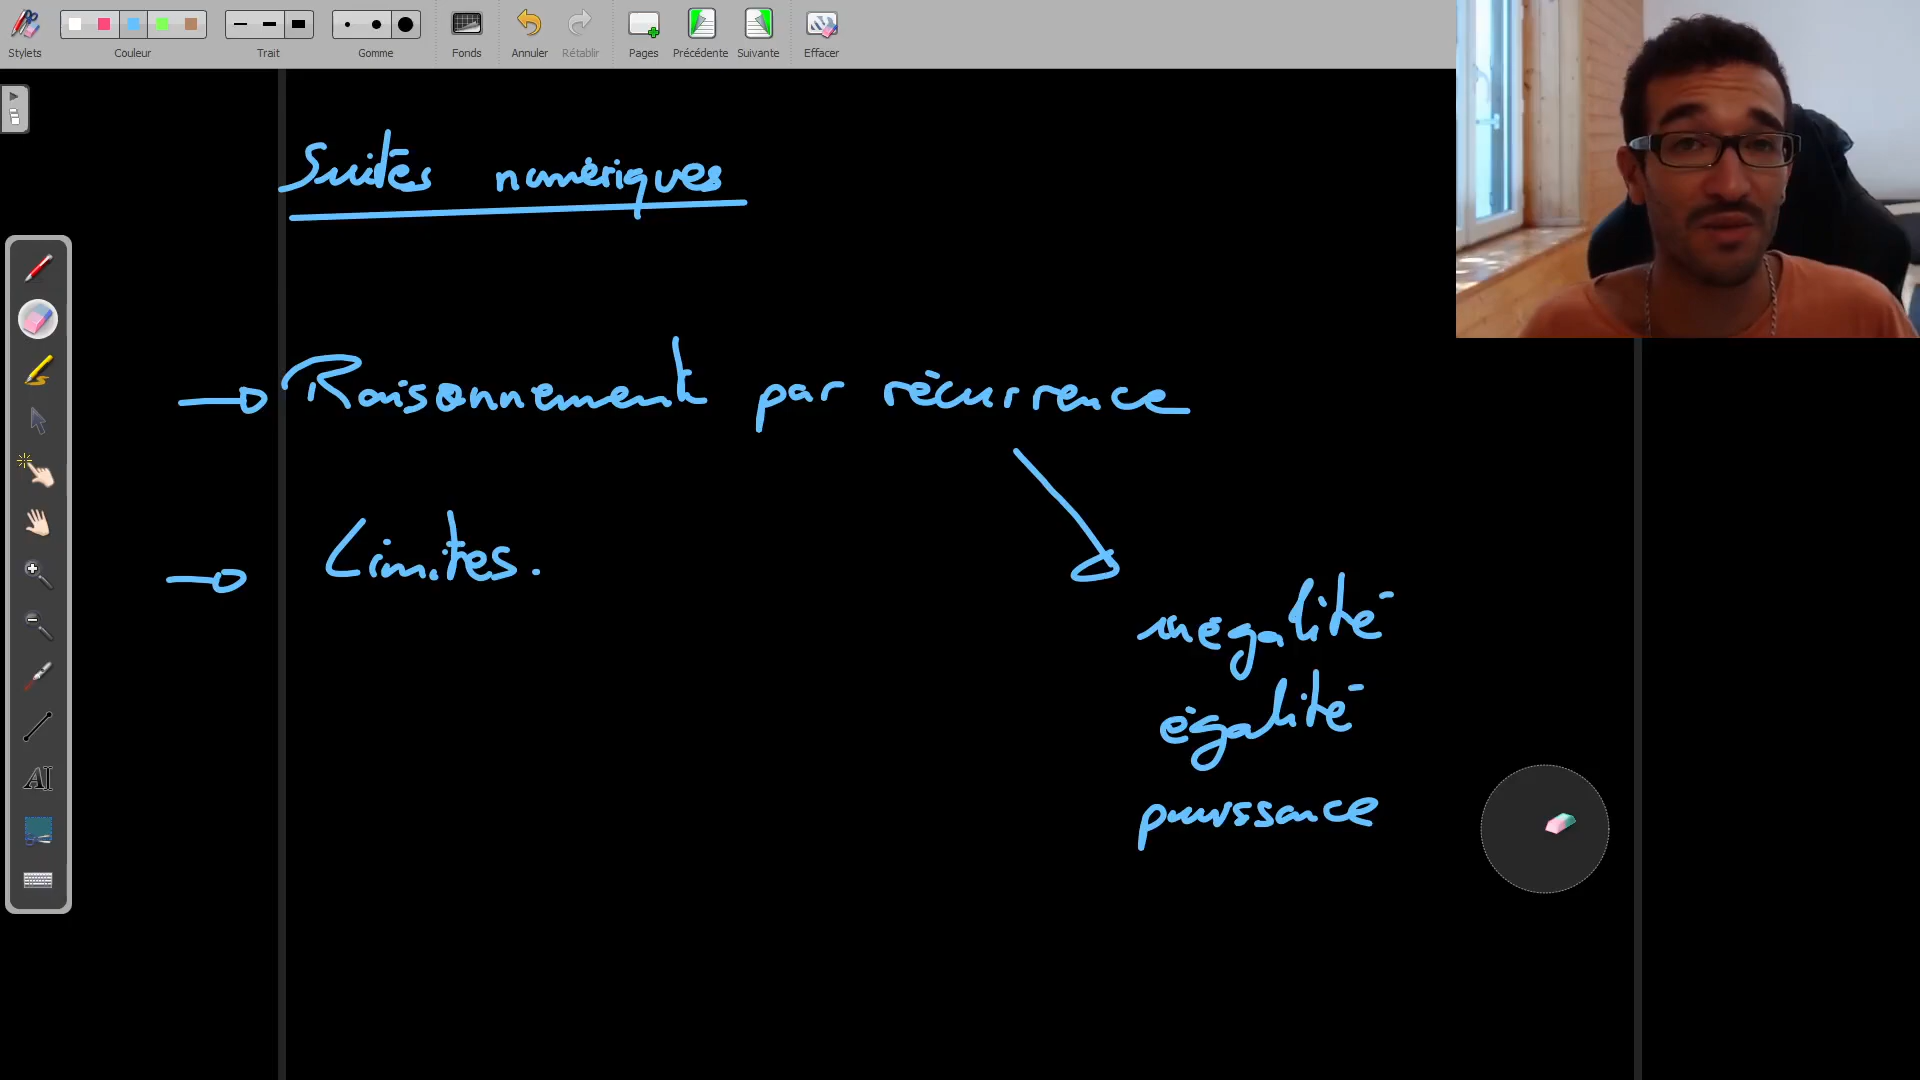 Stylets
Couleur
Trait
Gomme
Fonds
Annuler
Rétablir
Pages
Précédente
Suivante
Effacer
Suites numériques
Raisonnement par récurrence
Limites.
inégalité
égalité
puissance
AI